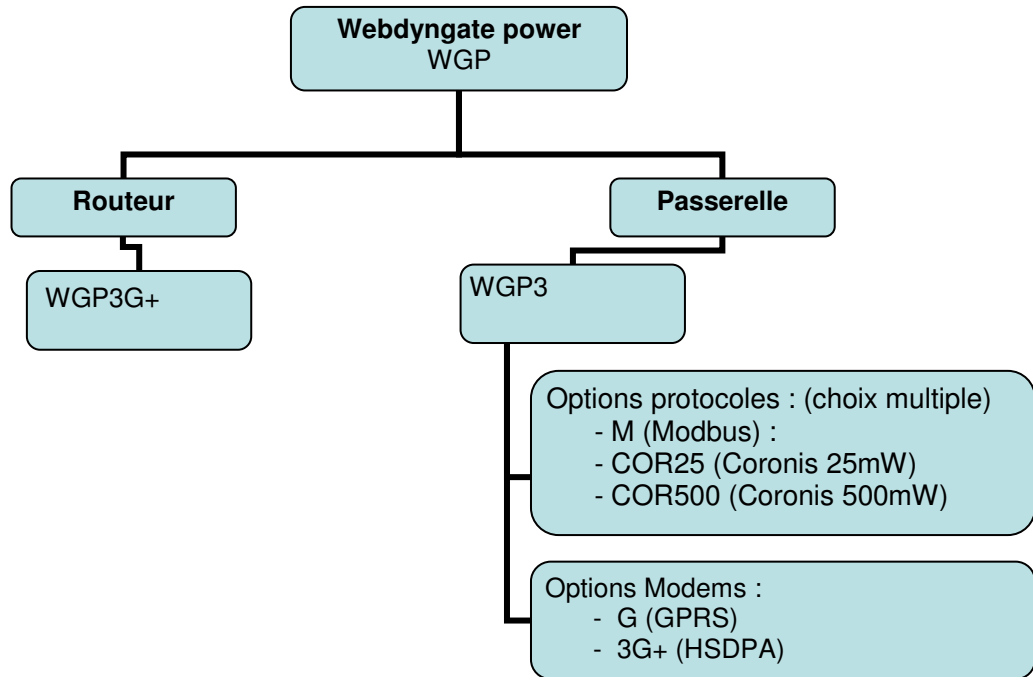 Webdyngate power
WGP
Routeur
Passerelle
WGP3G+
WGP3
Options protocoles : (choix multiple)
- M (Modbus) :
- COR25 (Coronis 25mW)
- COR500 (Coronis 500mW)
Options Modems :
- G (GPRS)
- 3G+ (HSDPA)